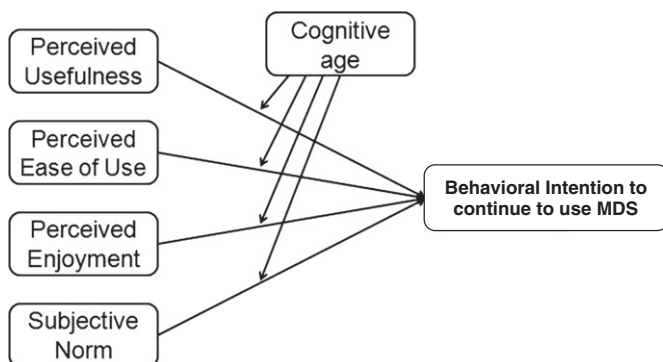 Perceived
Usefulness
Cognitive
age
Perceived
Ease of Use
Behavioral Intention to
continue to use MDS
Perceived
Enjoyment
Subjective
Norm